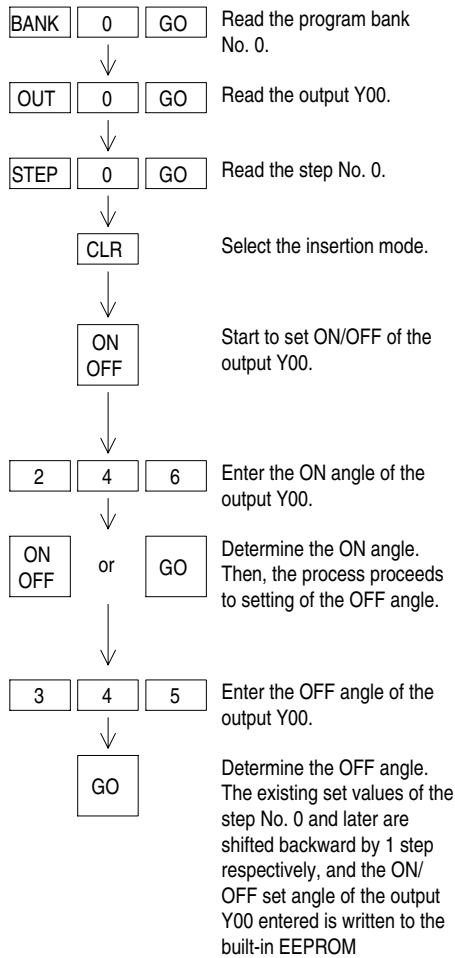 BANK 0 GO Read the program bank
No. 0.
OUT 0 GO Read the output Y00.
STEP 0 GO Read the step No. 0.
CLR Select the insertion mode.
ON Start to set ON/OFF of the
OFF output Y00.
2 4 6 Enter the ON angle of the
output Y00.
ON or GO Determine the ON angle.
OFF Then, the process proceeds
to setting of the OFF angle.
3 4 5 Enter the OFF angle of the
output Y00.
GO Determine the OFF angle.
The existing set values of the
step No. 0 and later are
shifted backward by 1 step
respectively, and the ON/
OFF set angle of the output
Y00 entered is written to the
built-in EEPROM